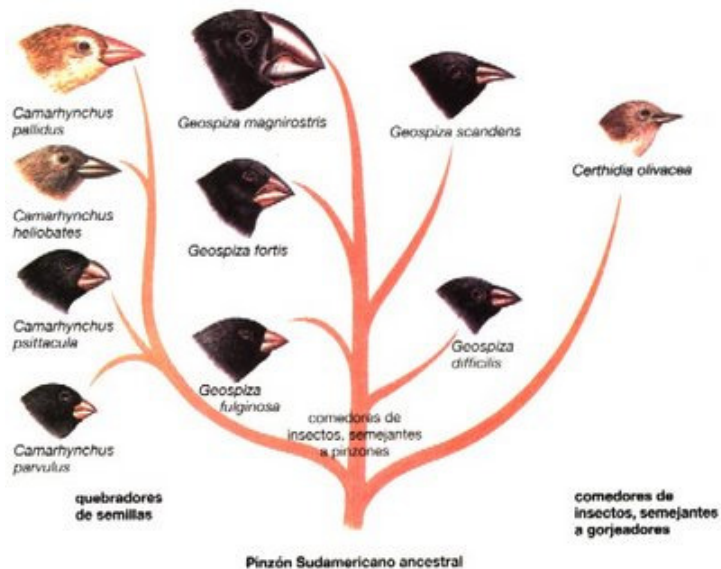 Camarhynchus
pallidus
Geospiza magnirostris
Geospiza scandens
Certhidia olivacea
Camarhynchus
heliobates
Geospiza fortis
Camarhynchus
psittacula
Geospiza
difficilis
Geospiza
fulginosa
comedores de
insectos, semejantes
a pinzones
Camarhynchus
parvulus
quebradores
de semillas
comedores de
insectos, semejantes
a gorjeadores
Pinzón Sudamericano ancestral